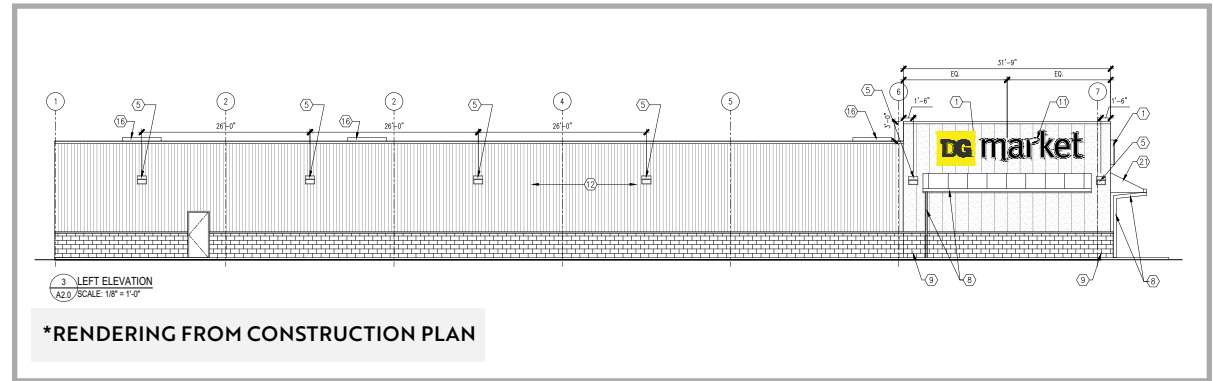 31'-9"
EQ. EQ.
1 5 2 5 2 5 4 5 5 5 6 1'-6" 1 11 7 1'-6"
16 26'-0" 16 26'-0" 26'-0" 16 3'-0" 1
DG market
5
21
12
9 8 9 8
3 LEFT ELEVATION
A2.0 SCALE: 1/8" = 1'-0"
*RENDERING FROM CONSTRUCTION PLAN